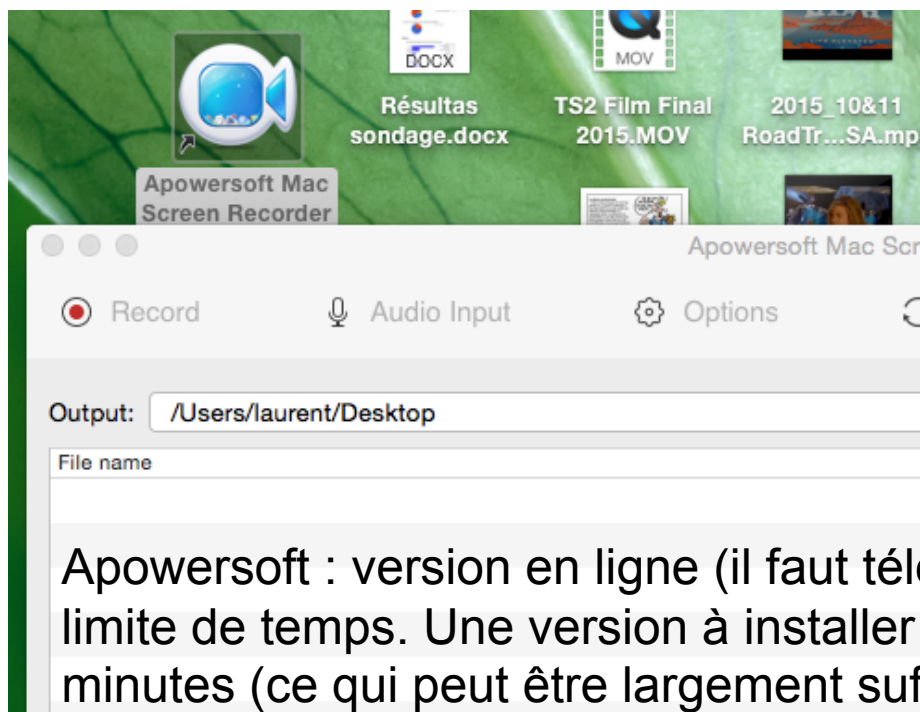 DOCX
MOV
Résultas
sondage.docx
TS2 Film Final
2015.MOV
2015_10&11
RoadTr...SA.mp
Apowersoft Mac
Screen Recorder
Apowersoft Mac Scr
Record
Audio Input
Options
Output: /Users/laurent/Desktop
File name
Apowersoft : version en ligne (il faut tél
limite de temps. Une version à installer
minutes (ce qui peut être largement suf